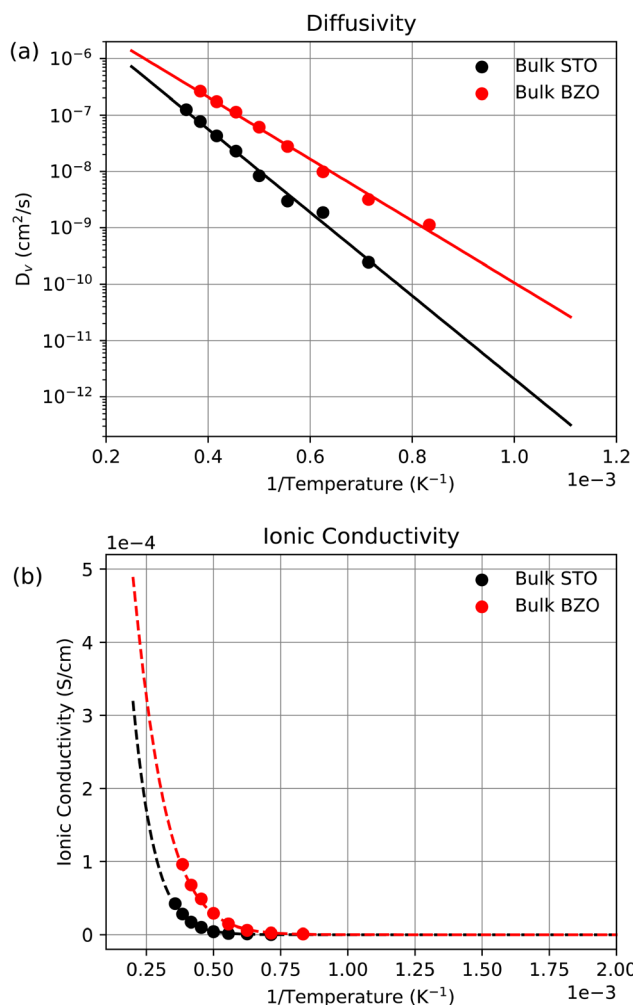 Diffusivity
(a)
Bulk STO
Bulk BZO
10⁻⁶
10⁻⁷
10⁻⁸
10⁻⁹
10⁻¹⁰
10⁻¹¹
10⁻¹²
Dᵥ (cm²/s)
0.2 0.4 0.6 0.8 1.0 1.2
1/Temperature (K⁻¹)
1e−3
1e−4
Ionic Conductivity
(b)
Bulk STO
Bulk BZO
5
4
3
2
1
0
Ionic Conductivity (S/cm)
0.25 0.50 0.75 1.00 1.25 1.50 1.75 2.00
1/Temperature (K⁻¹)
1e−3